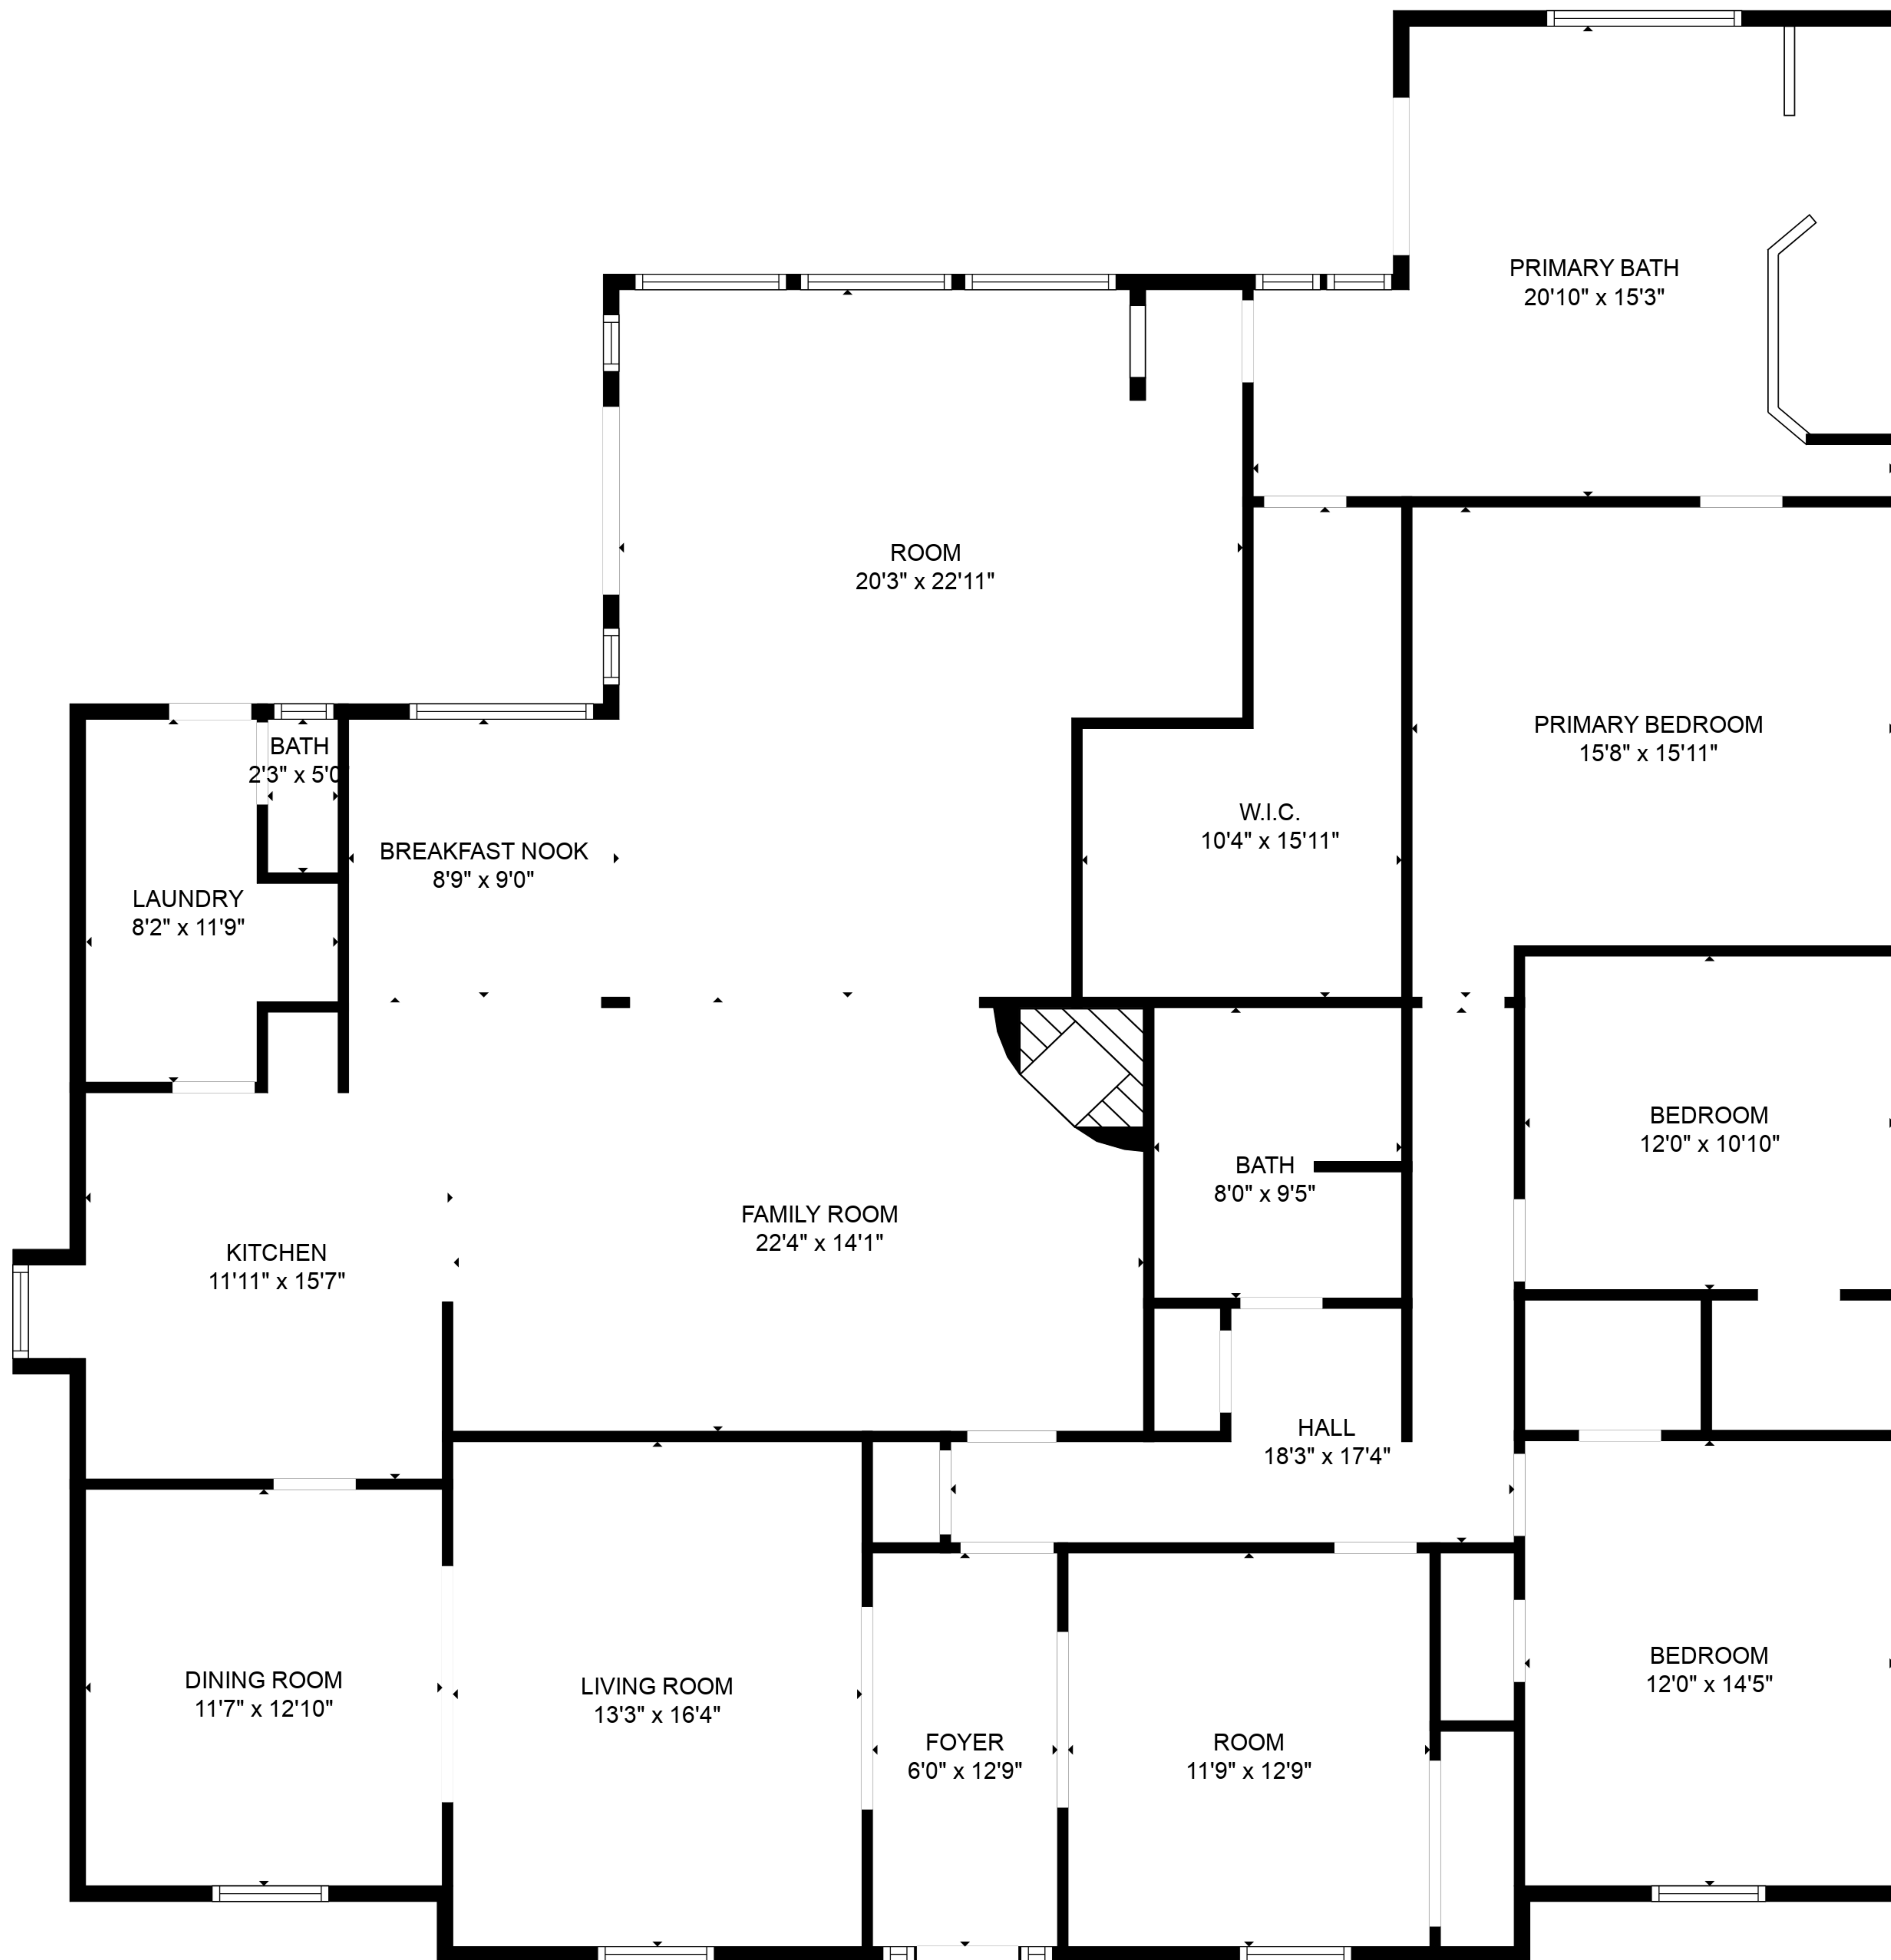 PRIMARY BATH
20'10" x 15'3"
ROOM
20'3" x 22'11"
PRIMARY BEDROOM
15'8" x 15'11"
BATH
2'3" x 5'0
W.I.C.
10'4" x 15'11"
BREAKFAST NOOK
8'9" x 9'0"
LAUNDRY
8'2" x 11'9"
BEDROOM
12'0" x 10'10"
BATH
8'0" x 9'5"
FAMILY ROOM
22'4" x 14'1"
KITCHEN
11'11" x 15'7"
HALL
18'3" x 17'4"
BEDROOM
12'0" x 14'5"
DINING ROOM
11'7" x 12'10"
LIVING ROOM
13'3" x 16'4"
FOYER
6'0" x 12'9"
ROOM
11'9" x 12'9"